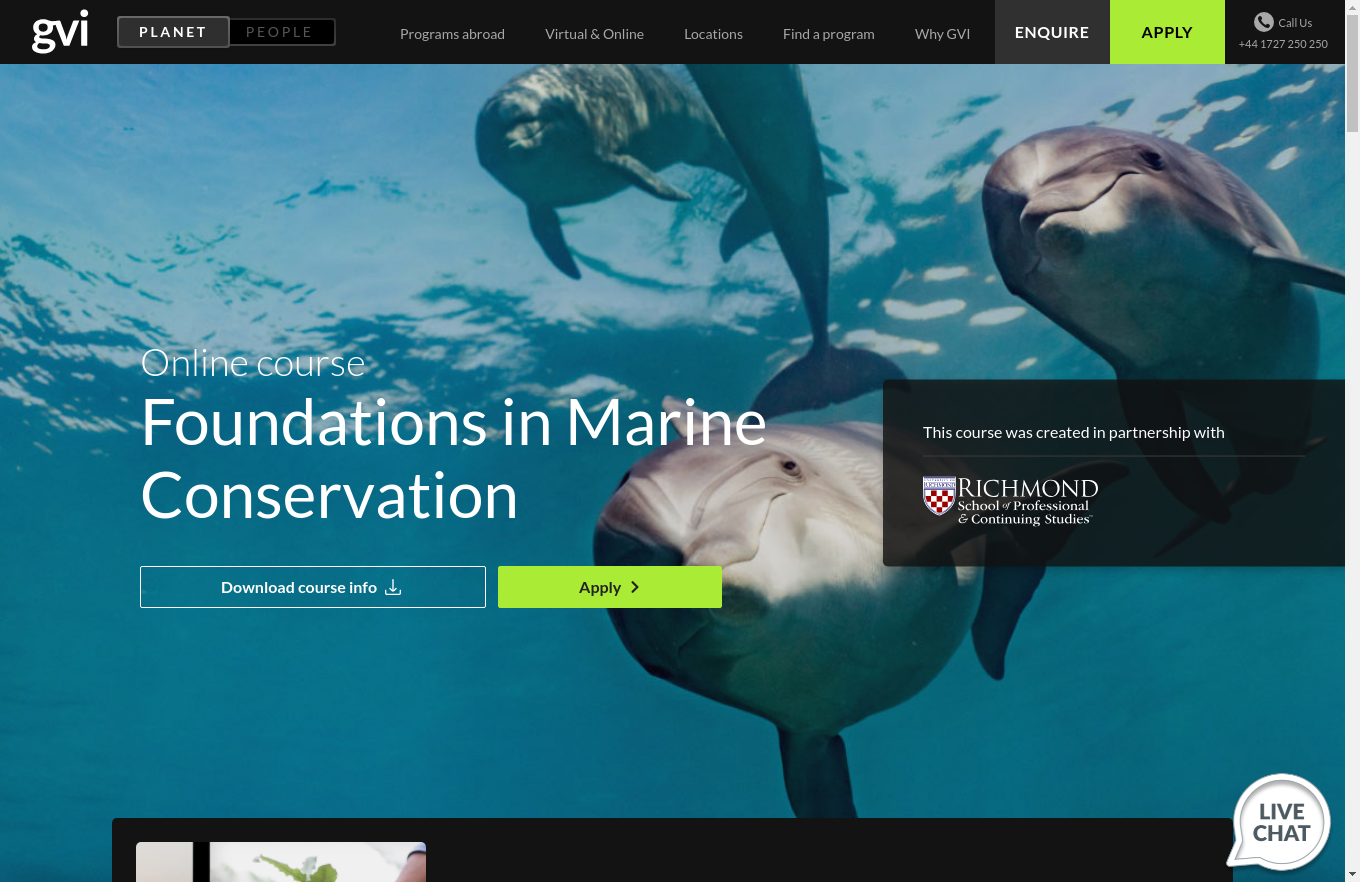 gvi
PLANET
PEOPLE
Programs abroad
Virtual & Online
Locations
Find a program
Why GVI
ENQUIRE
APPLY
Call Us
+44 1727 250 250
Online course
Foundations in Marine
Conservation
Download course info
Apply
This course was created in partnership with
RICHMOND
School of Professional
& Continuing Studies
LIVE
CHAT